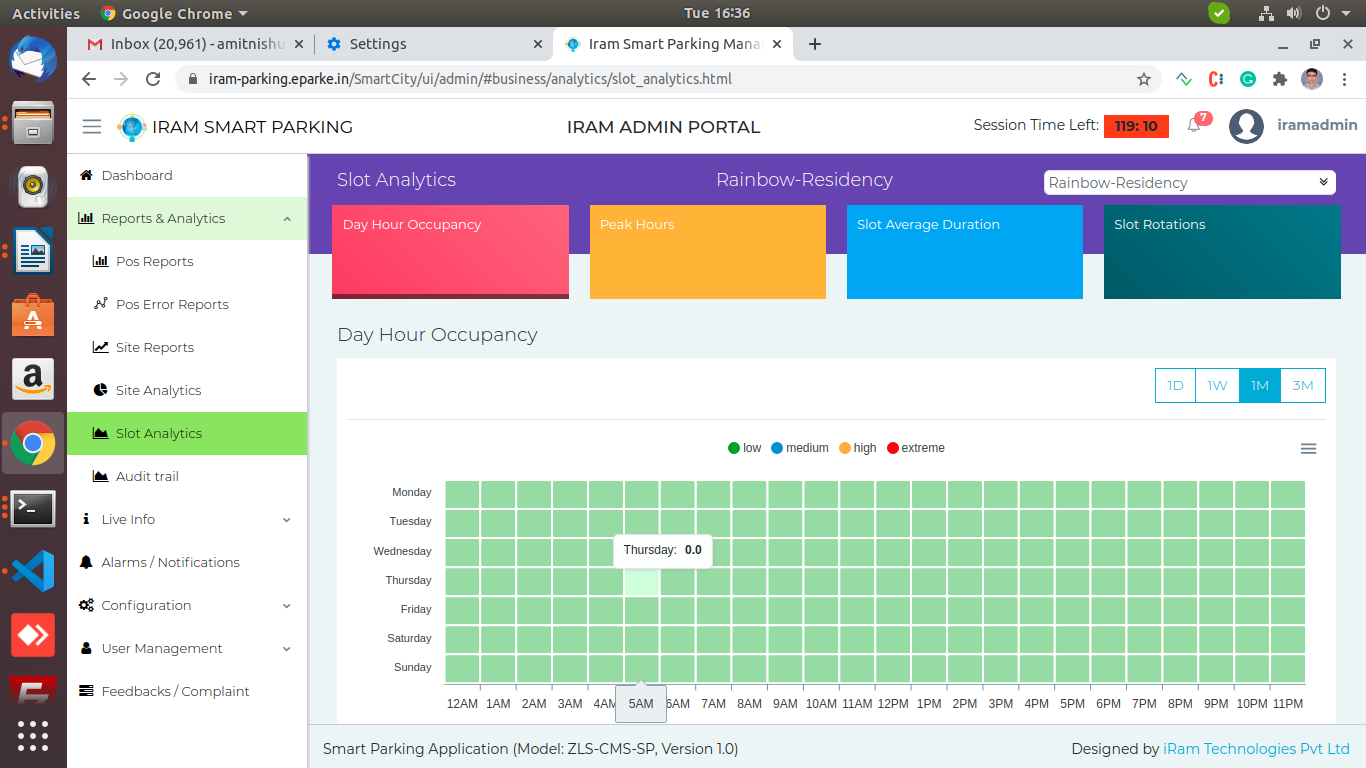 Activities Google Chrome Tue 16:36
Inbox (20,961) - amitnishu Settings Iram Smart Parking Mana
iram-parking.eparke.in/SmartCity/ui/admin/#business/analytics/slot_analytics.html
IRAM SMART PARKING IRAM ADMIN PORTAL Session Time Left: 119: 10 7 iramadmin
Dashboard
Reports & Analytics
Pos Reports
Pos Error Reports
Site Reports
Site Analytics
Slot Analytics
Audit trail
Live Info
Alarms / Notifications
Configuration
User Management
Feedbacks / Complaint
Slot Analytics Rainbow-Residency Rainbow-Residency
Day Hour Occupancy Peak Hours Slot Average Duration Slot Rotations
Day Hour Occupancy
1D 1W 1M 3M
low medium high extreme
Monday
Tuesday
Wednesday
Thursday: 0.0
Thursday
Friday
Saturday
Sunday
12AM 1AM 2AM 3AM 4AM 5AM 6AM 7AM 8AM 9AM 10AM 11AM 12PM 1PM 2PM 3PM 4PM 5PM 6PM 7PM 8PM 9PM 10PM 11PM
Smart Parking Application (Model: ZLS-CMS-SP, Version 1.0) Designed by iRam Technologies Pvt Ltd